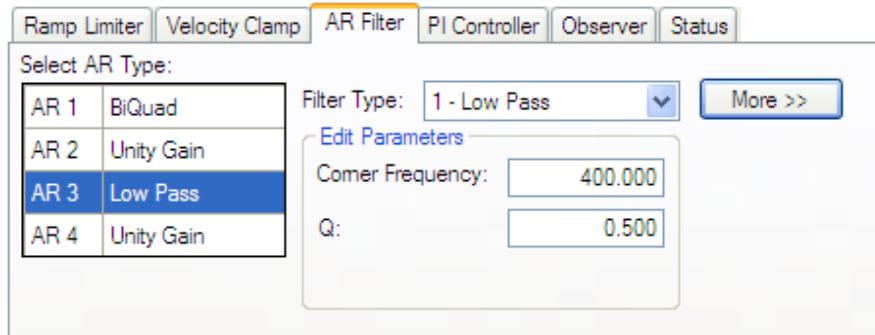 Ramp Limiter Velocity Clamp AR Filter PI Controller Observer Status
Select AR Type:
AR 1 BiQuad
AR 2 Unity Gain
AR 3 Low Pass
AR 4 Unity Gain
Filter Type: 1 - Low Pass More >>
Edit Parameters
Corner Frequency: 400.000
Q: 0.500